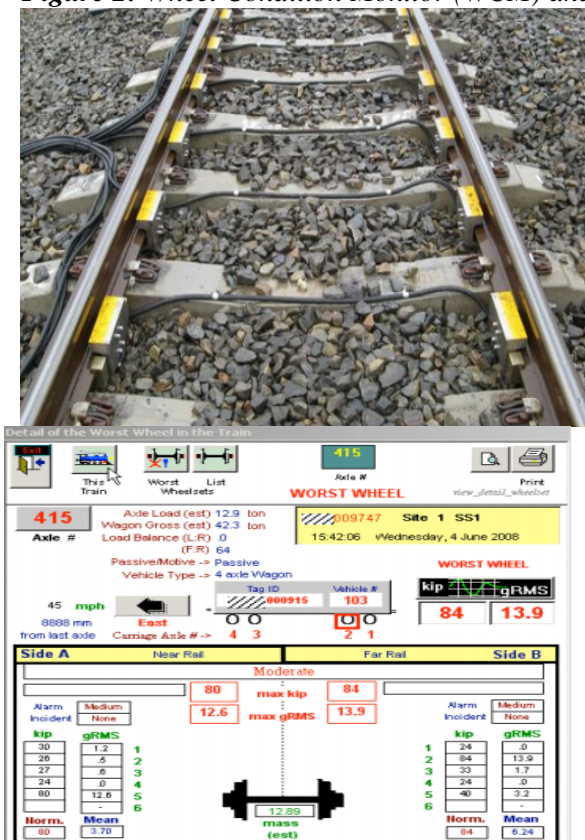 Figure 2: Wheel Condition Monitor (WCM) and
Detail of the Worst Wheel in the Train
Exit
This Train
Worst List
Wheelsets
415
Axle #
WORST WHEEL
Print
view_detail_wheelset
415
Axle #
Axle Load (est) 12.9 ton
Wagon Gross (est) 42.3 ton
Load Balance (L:R) .0
(F:R) 64
Passive/Motive -> Passive
Vehicle Type -> 4 axle Wagon
009747 Site 1 SS1
15:42:06 Wednesday, 4 June 2008
WORST WHEEL
kip gRMS
84 13.9
Tag ID Vehicle #
000915 103
45 mph
East
8888 mm
from last axle
Carriage Axle # -> 4 3 2 1
Side A Near Rail Far Rail Side B
Moderate
80 max kip 84
12.6 max gRMS 13.9
Alarm Medium
Incident None
Alarm Medium
Incident None
kip gRMS
kip gRMS
30 1.2 1
26 .5 2
27 .6 3
24 .0 4
80 12.6 5
- 6
1 24 .0
2 84 13.9
3 33 1.7
4 24 .0
5 40 3.2
6 -
12.89
mass
(est)
Norm. Mean
80 3.70
Norm. Mean
84 6.24